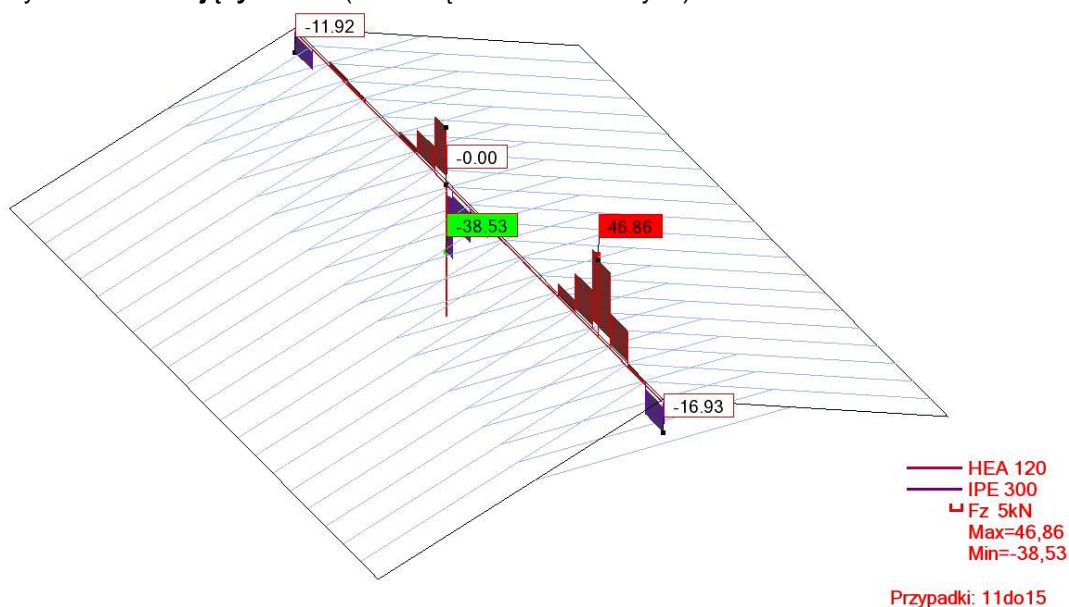 -11.92
-0.00
-38.53
46.86
-16.93
HEA 120
IPE 300
Fz 5kN
Max=46,86
Min=-38,53
Przypadki: 11do15